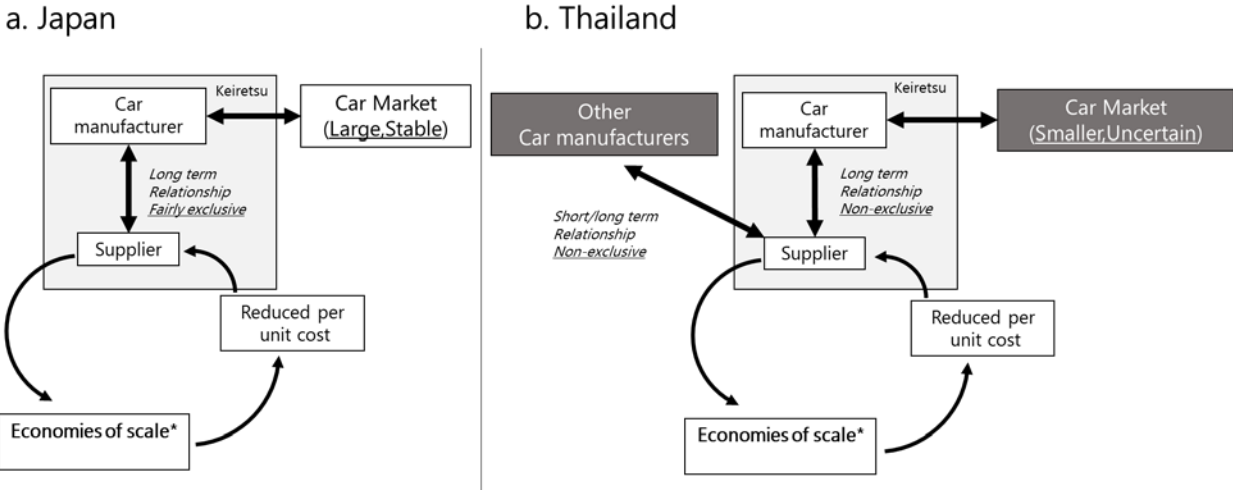 a. Japan
Keiretsu
Car
manufacturer
Car Market
(Large,Stable)
Long term
Relationship
Fairly exclusive
Supplier
Reduced per
unit cost
Economies of scale*
b. Thailand
Other
Car manufacturers
Keiretsu
Car
manufacturer
Car Market
(Smaller,Uncertain)
Long term
Relationship
Non-exclusive
Short/long term
Relationship
Non-exclusive
Supplier
Reduced per
unit cost
Economies of scale*